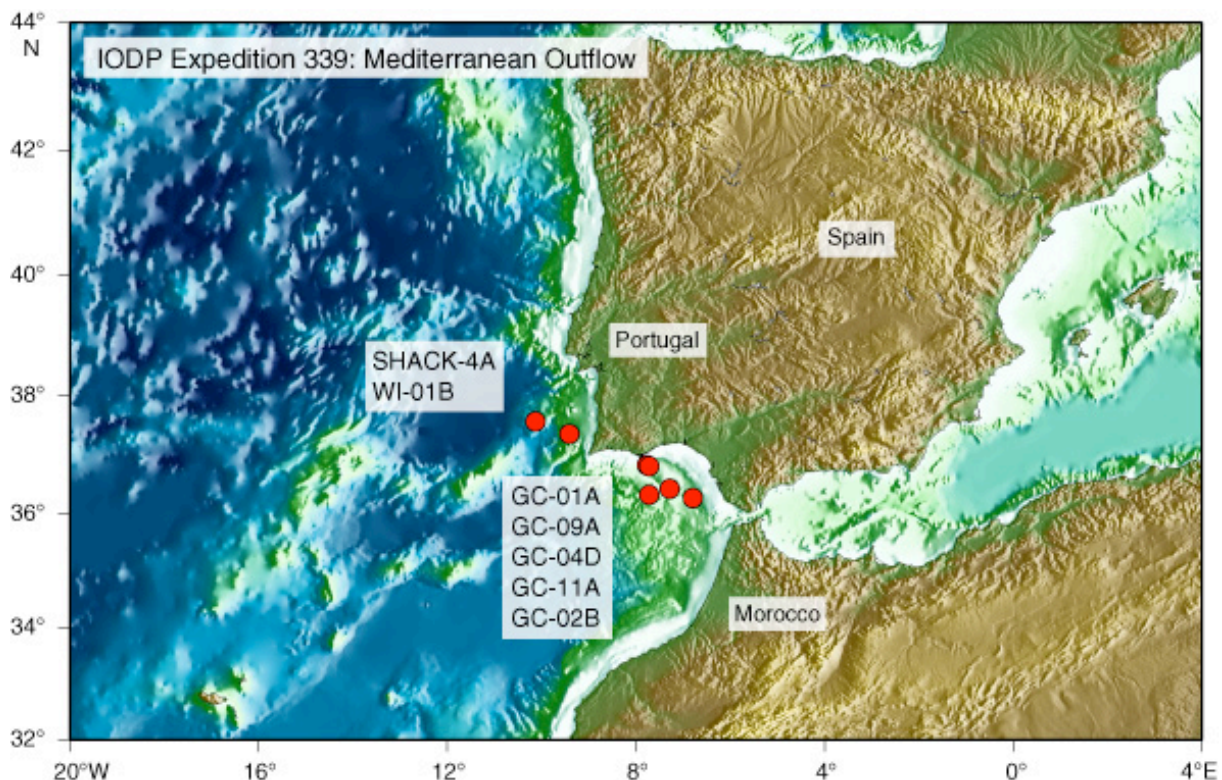 44°
N
IODP Expedition 339: Mediterranean Outflow
42°
Spain
40°
Portugal
SHACK-4A
WI-01B
38°
GC-01A
GC-09A
GC-04D
GC-11A
GC-02B
36°
Morocco
34°
32°
20°W 16° 12° 8° 4° 0° 4°E